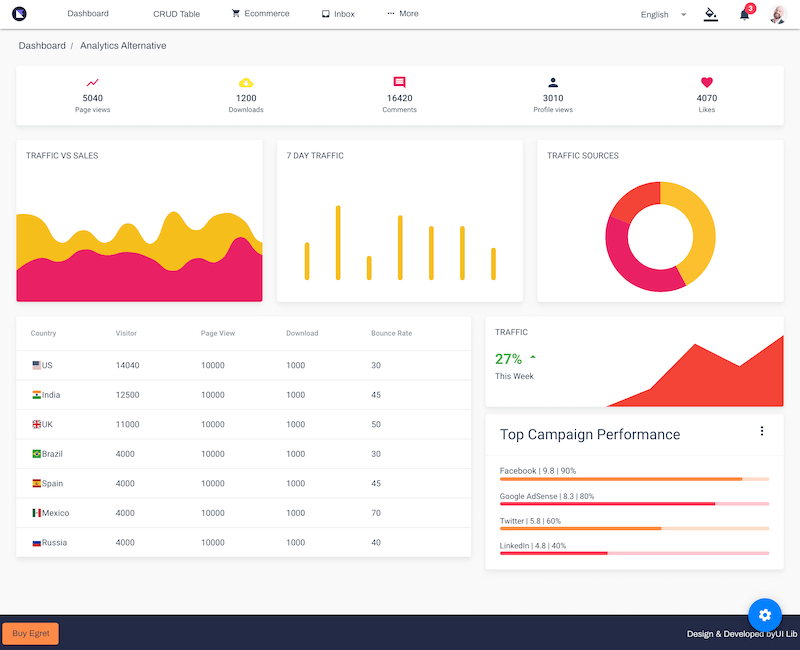 Dashboard CRUD Table Ecommerce Inbox More English 3
Dashboard / Analytics Alternative
5040 1200 16420 3010 4070
Page views Downloads Comments Profile views Likes
TRAFFIC VS SALES 7 DAY TRAFFIC TRAFFIC SOURCES
Country Visitor Page View Download Bounce Rate
US 14040 10000 1000 30
India 12500 10000 1000 45
UK 11000 10000 1000 50
Brazil 4000 10000 1000 30
Spain 4000 10000 1000 45
Mexico 4000 10000 1000 70
Russia 4000 10000 1000 40
TRAFFIC
27%
This Week
Top Campaign Performance
Facebook | 9.8 | 90%
Google AdSense | 8.3 | 80%
Twitter | 5.8 | 60%
LinkedIn | 4.8 | 40%
Buy Egret
Design & Developed byUI Lib